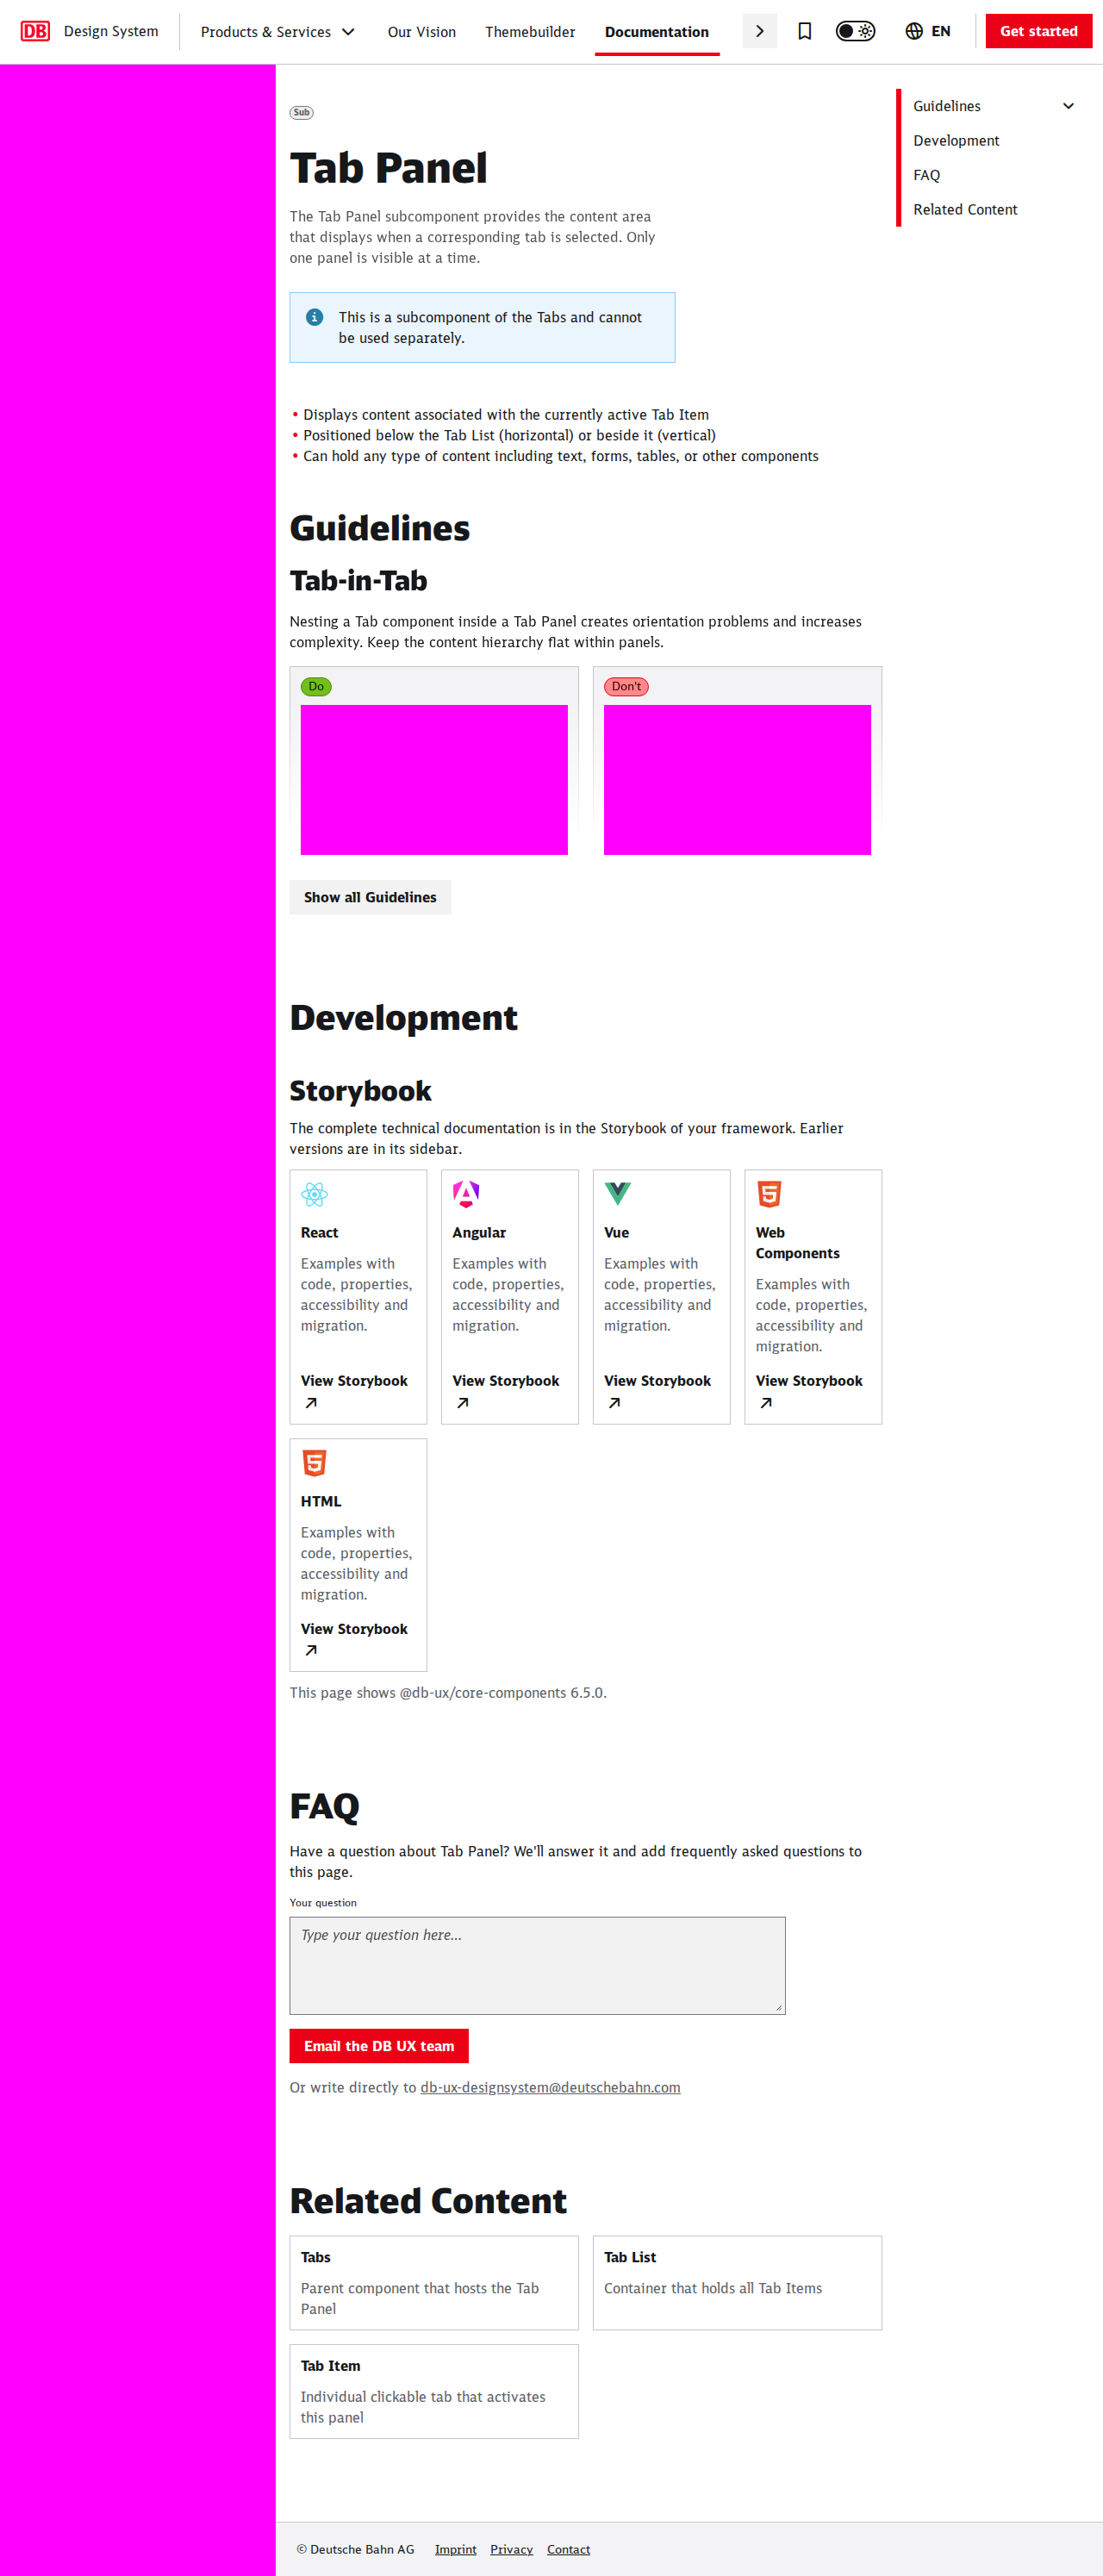 DB Design System Products & Services Our Vision Themebuilder Documentation EN Get started
Guidelines
Development
FAQ
Related Content
Sub
Tab Panel
The Tab Panel subcomponent provides the content area
that displays when a corresponding tab is selected. Only
one panel is visible at a time.
This is a subcomponent of the Tabs and cannot
be used separately.
• Displays content associated with the currently active Tab Item
• Positioned below the Tab List (horizontal) or beside it (vertical)
• Can hold any type of content including text, forms, tables, or other components
Guidelines
Tab-in-Tab
Nesting a Tab component inside a Tab Panel creates orientation problems and increases
complexity. Keep the content hierarchy flat within panels.
Do
Don't
Show all Guidelines
Development
Storybook
The complete technical documentation is in the Storybook of your framework. Earlier
versions are in its sidebar.
React
Examples with
code, properties,
accessibility and
migration.
View Storybook
Angular
Examples with
code, properties,
accessibility and
migration.
View Storybook
Vue
Examples with
code, properties,
accessibility and
migration.
View Storybook
Web
Components
Examples with
code, properties,
accessibility and
migration.
View Storybook
HTML
Examples with
code, properties,
accessibility and
migration.
View Storybook
This page shows @db-ux/core-components 6.5.0.
FAQ
Have a question about Tab Panel? We'll answer it and add frequently asked questions to
this page.
Your question
Type your question here...
Email the DB UX team
Or write directly to db-ux-designsystem@deutschebahn.com
Related Content
Tabs
Parent component that hosts the Tab
Panel
Tab List
Container that holds all Tab Items
Tab Item
Individual clickable tab that activates
this panel
© Deutsche Bahn AG Imprint Privacy Contact